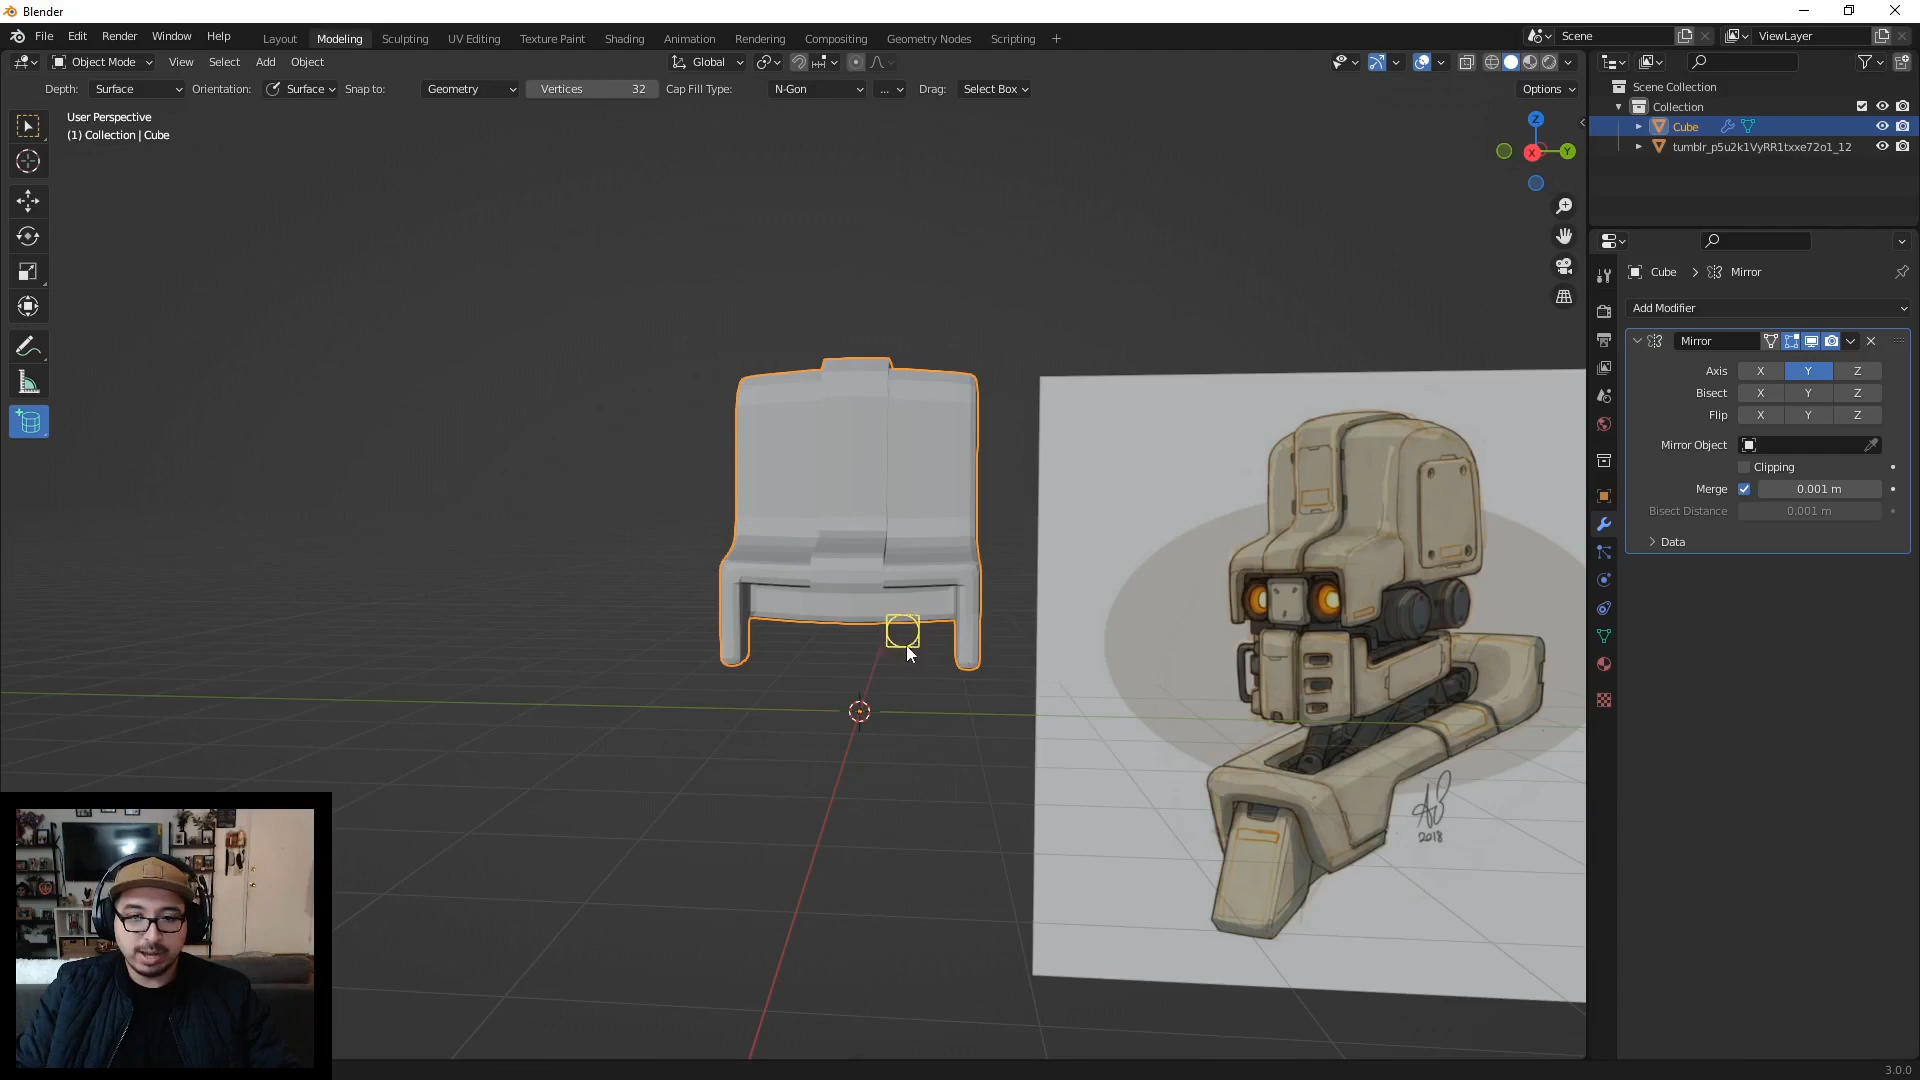 Blender
File Edit Render Window Help
Layout Modeling Sculpting UV Editing Texture Paint Shading Animation Rendering Compositing Geometry Nodes Scripting +
Scene
ViewLayer
Object Mode View Select Add Object
Global
Depth: Surface Orientation: Surface Snap to: Geometry Vertices 32 Cap Fill Type: N-Gon ... Drag: Select Box
Options
User Perspective
(1) Collection | Cube
Z
X
Y
Scene Collection
Collection
Cube
tumblr_p5u2k1VyRR1txxe72o1_12
Cube > Mirror
Add Modifier
Mirror
Axis X Y Z
Bisect X Y Z
Flip X Y Z
Mirror Object
Clipping
Merge 0.001 m
Bisect Distance 0.001 m
Data
2018
3.0.0